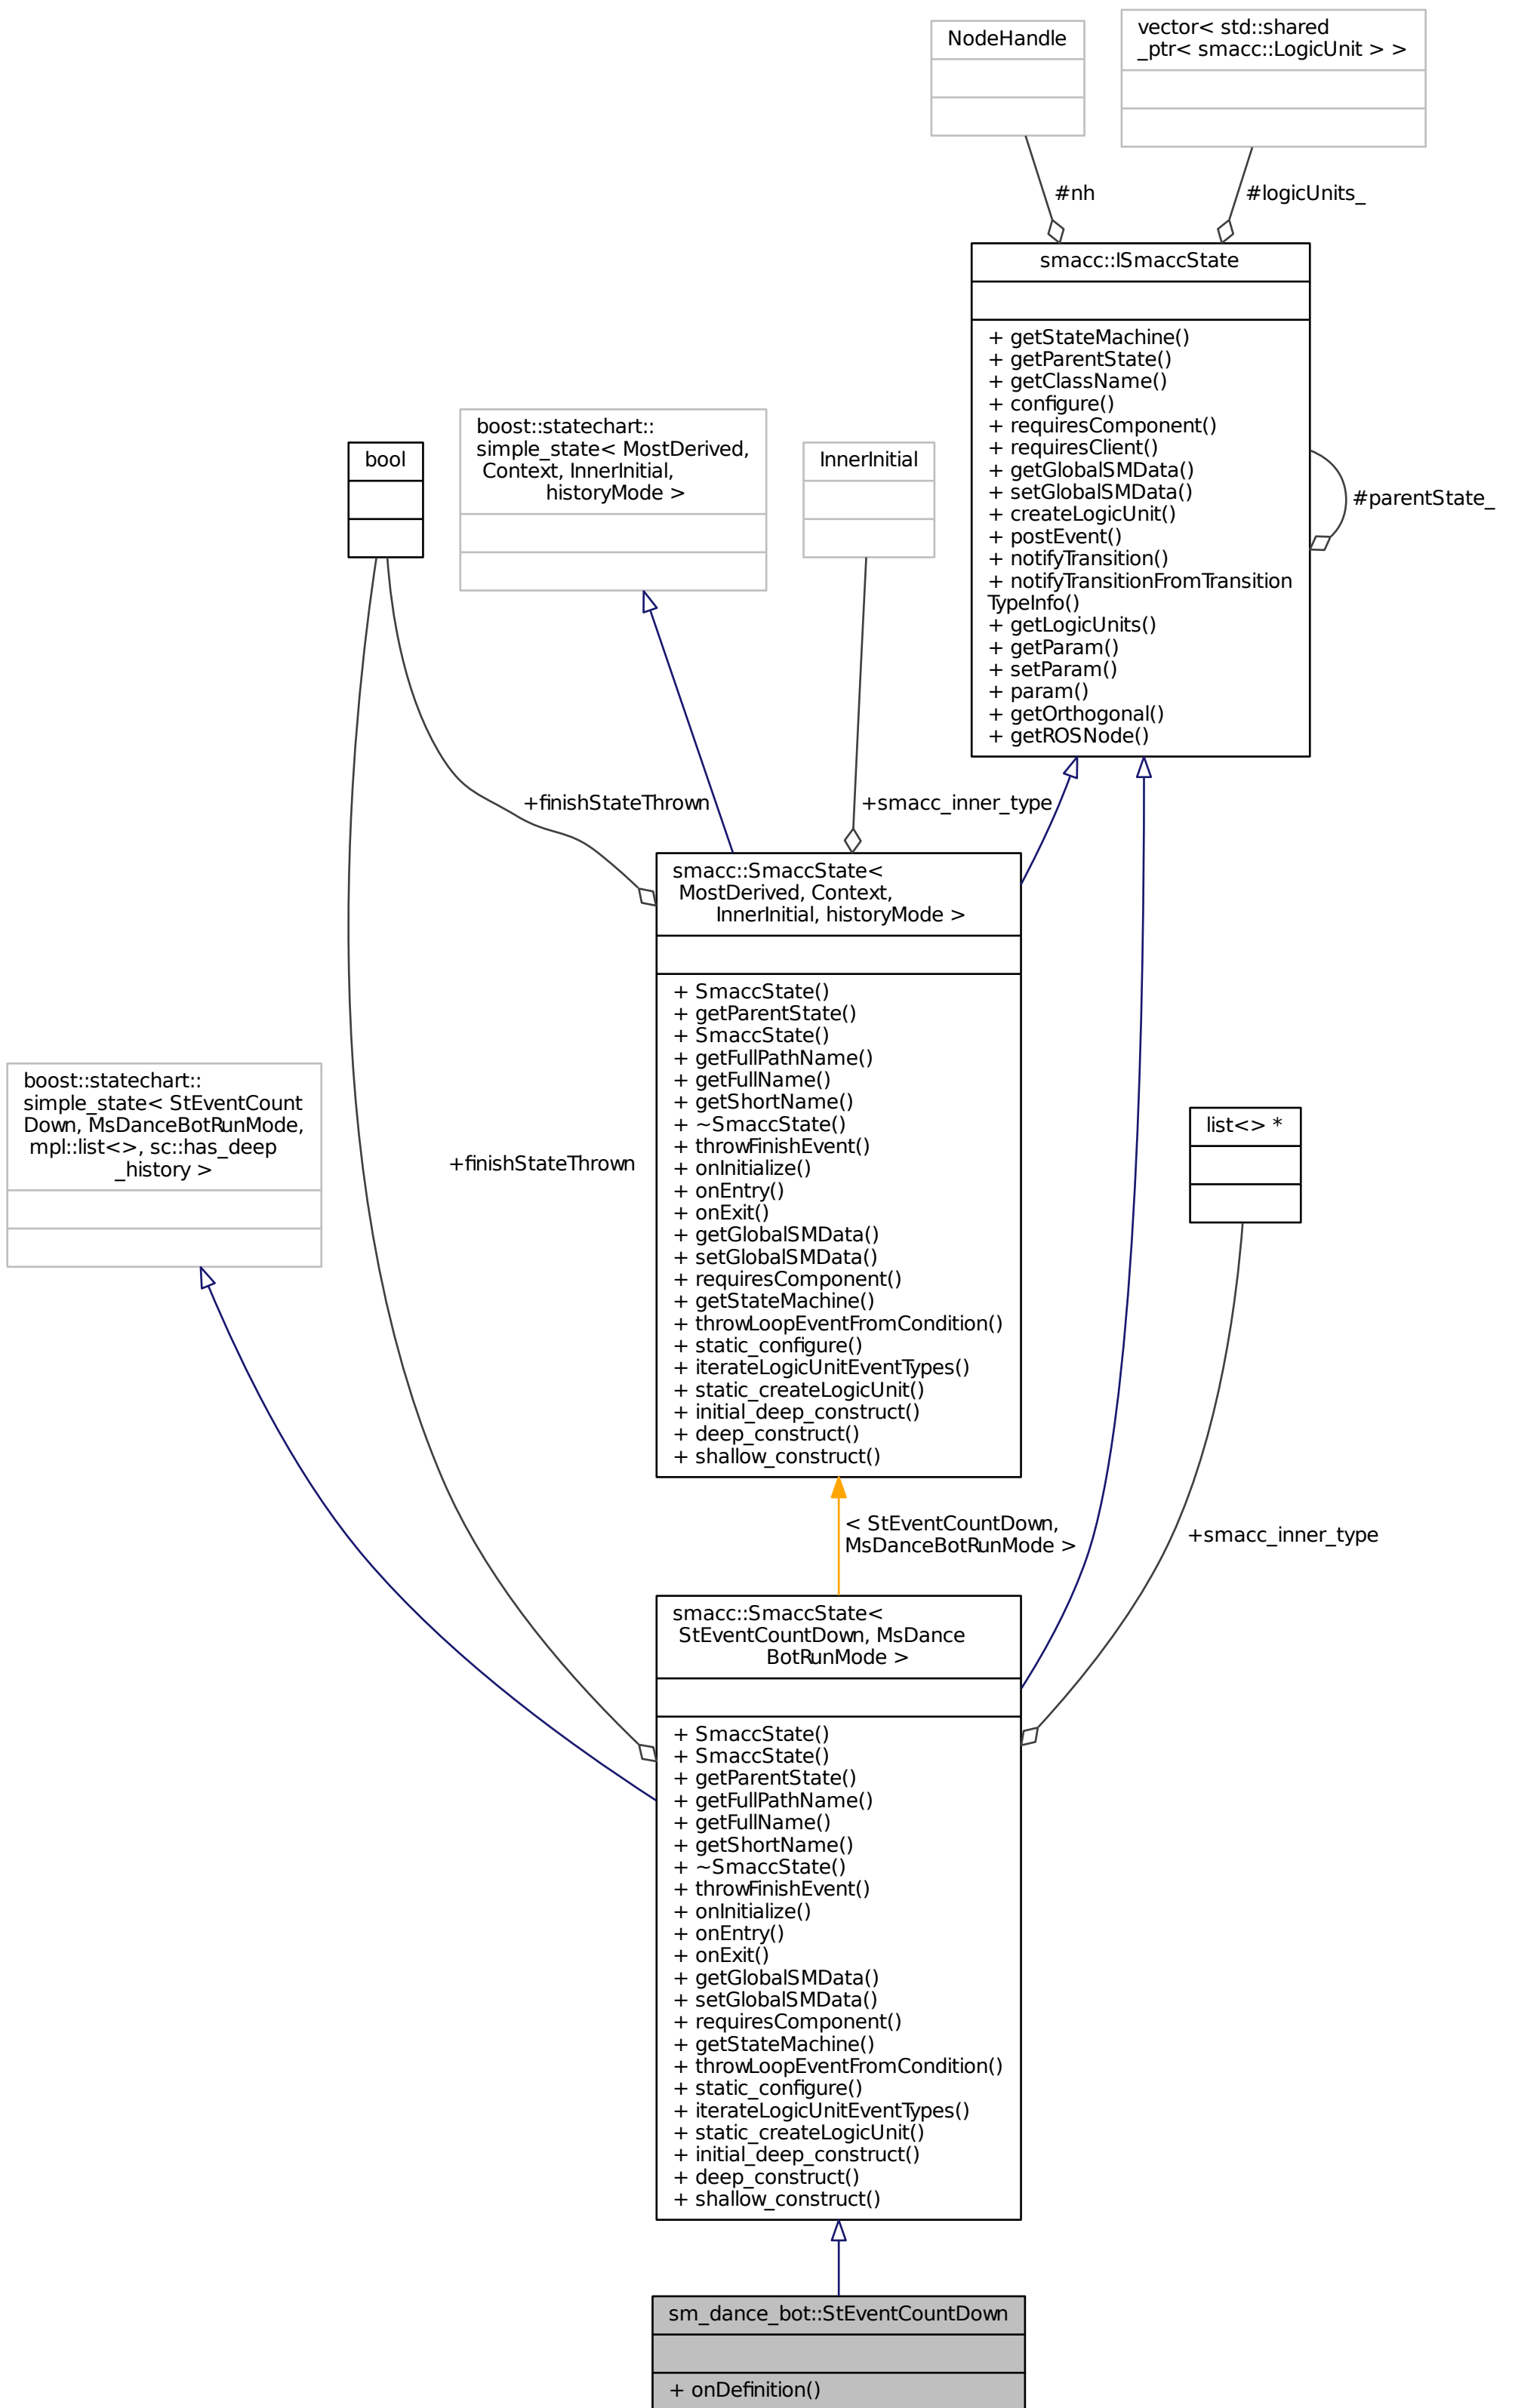 NodeHandle
vector< std::shared
_ptr< smacc::LogicUnit > >
#nh
#logicUnits_
smacc::ISmaccState
+ getStateMachine()
+ getParentState()
+ getClassName()
+ configure()
+ requiresComponent()
+ requiresClient()
+ getGlobalSMData()
+ setGlobalSMData()
+ createLogicUnit()
+ postEvent()
+ notifyTransition()
+ notifyTransitionFromTransition
TypeInfo()
+ getLogicUnits()
+ getParam()
+ setParam()
+ param()
+ getOrthogonal()
+ getROSNode()
#parentState_
bool
boost::statechart::
simple_state< MostDerived,
Context, InnerInitial,
historyMode >
InnerInitial
+finishStateThrown
+smacc_inner_type
smacc::SmaccState<
MostDerived, Context,
InnerInitial, historyMode >
+ SmaccState()
+ getParentState()
+ SmaccState()
+ getFullPathName()
+ getFullName()
+ getShortName()
+ ~SmaccState()
+ throwFinishEvent()
+ onInitialize()
+ onEntry()
+ onExit()
+ getGlobalSMData()
+ setGlobalSMData()
+ requiresComponent()
+ getStateMachine()
+ throwLoopEventFromCondition()
+ static_configure()
+ iterateLogicUnitEventTypes()
+ static_createLogicUnit()
+ initial_deep_construct()
+ deep_construct()
+ shallow_construct()
boost::statechart::
simple_state< StEventCount
Down, MsDanceBotRunMode,
mpl::list<>, sc::has_deep
_history >
+finishStateThrown
list<> *
< StEventCountDown,
MsDanceBotRunMode >
+smacc_inner_type
smacc::SmaccState<
StEventCountDown, MsDance
BotRunMode >
+ SmaccState()
+ SmaccState()
+ getParentState()
+ getFullPathName()
+ getFullName()
+ getShortName()
+ ~SmaccState()
+ throwFinishEvent()
+ onInitialize()
+ onEntry()
+ onExit()
+ getGlobalSMData()
+ setGlobalSMData()
+ requiresComponent()
+ getStateMachine()
+ throwLoopEventFromCondition()
+ static_configure()
+ iterateLogicUnitEventTypes()
+ static_createLogicUnit()
+ initial_deep_construct()
+ deep_construct()
+ shallow_construct()
sm_dance_bot::StEventCountDown
+ onDefinition()